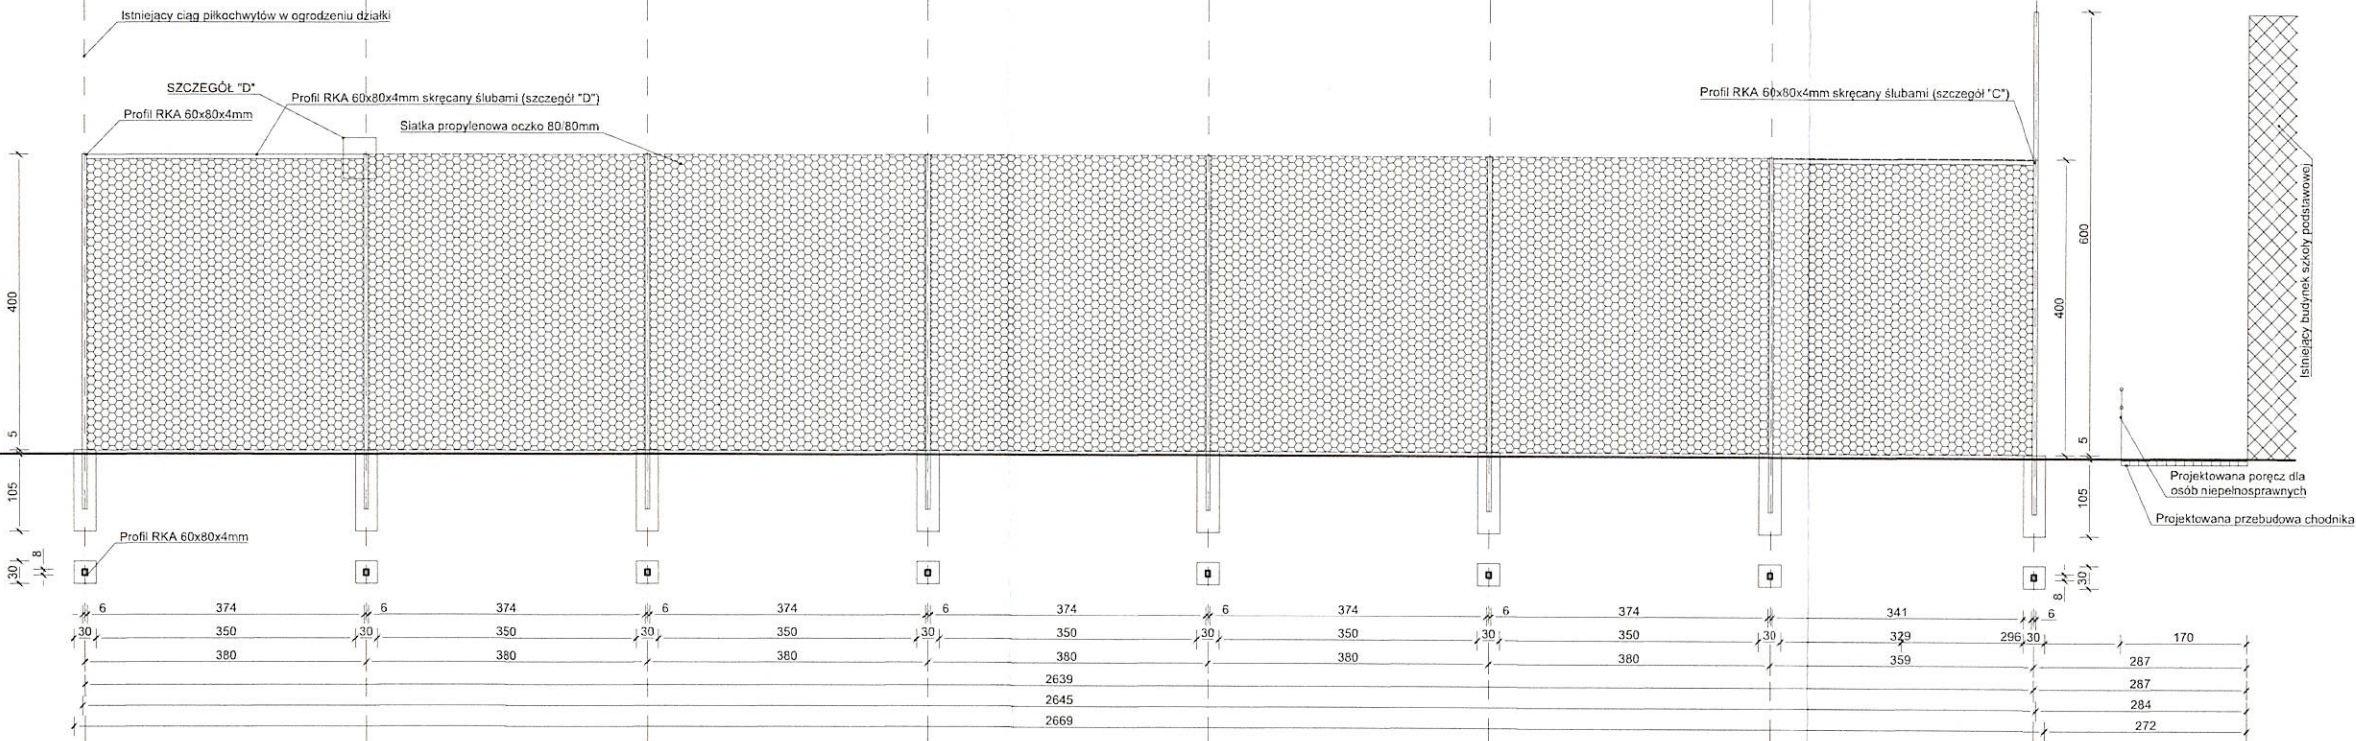 Istniejący ciąg piłkochwytów w ogrodzeniu działki
SZCZEGÓŁ "D"
Profil RKA 60x80x4mm skręcany ślubami (szczegół "D")
Profil RKA 60x80x4mm skręcany ślubami (szczegół "C")
Profil RKA 60x80x4mm
Siatka propylenowa oczko 80/80mm
400
5
105
600
400
5
105
Istniejący budynek szkoły podstawowej
Projektowana poręcz dla
osób niepełnosprawnych
Projektowana przebudowa chodnika
Profil RKA 60x80x4mm
30
8
30
8
6 374 6 374 6 374 6 374 6 374 6 374 341 6
30 350 30 350 30 350 30 350 30 350 30 350 30 329 296 30 170
380 380 380 380 380 380 359 287
2639 287
2645 284
2669 272